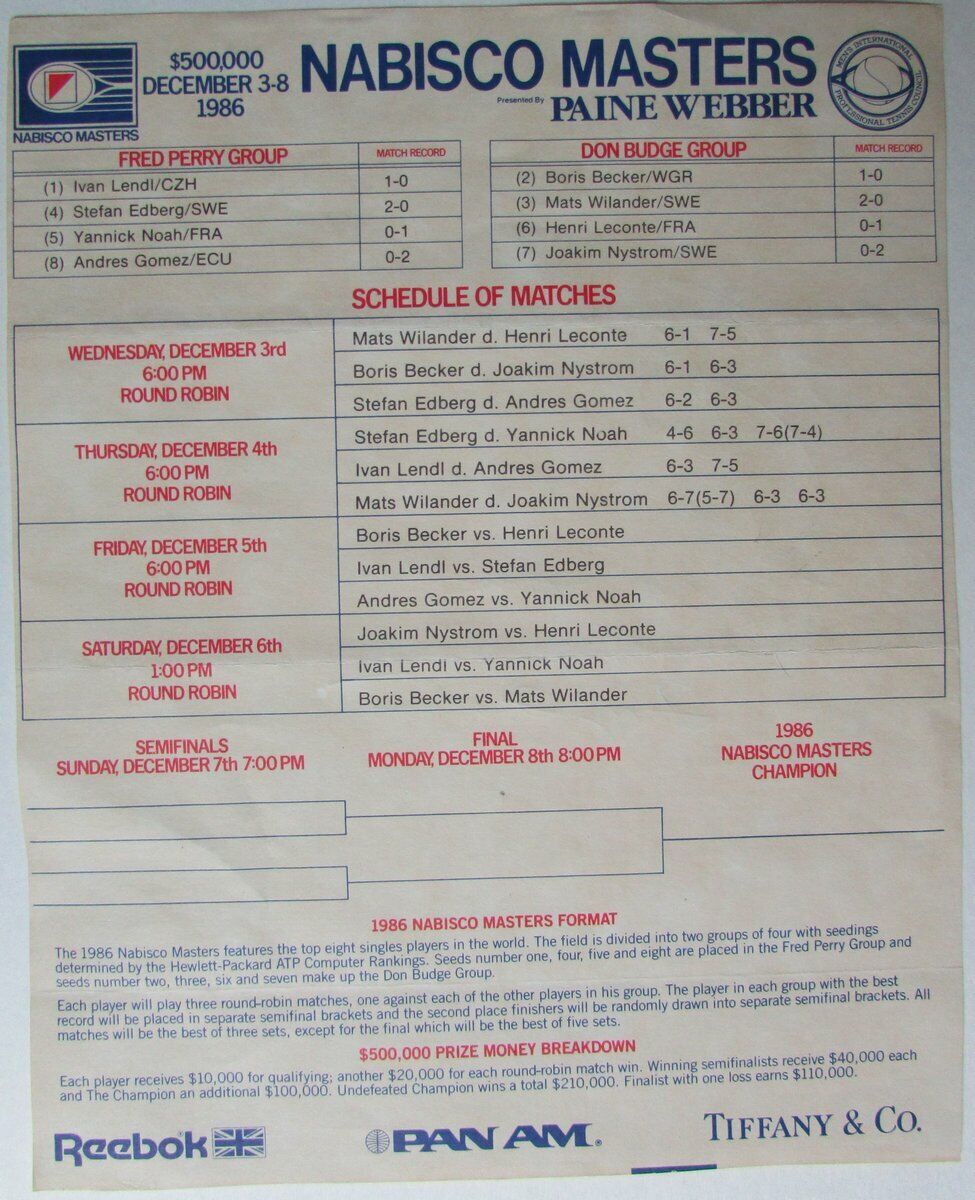 $500,000
DECEMBER 3-8
1986
NABISCO MASTERS
Presented By PAINE WEBBER
NABISCO MASTERS
MEN'S INTERNATIONAL PROFESSIONAL TENNIS COUNCIL
FRED PERRY GROUP MATCH RECORD
(1) Ivan Lendl/CZH 1-0
(4) Stefan Edberg/SWE 2-0
(5) Yannick Noah/FRA 0-1
(8) Andres Gomez/ECU 0-2
DON BUDGE GROUP MATCH RECORD
(2) Boris Becker/WGR 1-0
(3) Mats Wilander/SWE 2-0
(6) Henri Leconte/FRA 0-1
(7) Joakim Nystrom/SWE 0-2
SCHEDULE OF MATCHES
WEDNESDAY, DECEMBER 3rd
6:00 PM
ROUND ROBIN
Mats Wilander d. Henri Leconte 6-1 7-5
Boris Becker d. Joakim Nystrom 6-1 6-3
Stefan Edberg d. Andres Gomez 6-2 6-3
THURSDAY, DECEMBER 4th
6:00 PM
ROUND ROBIN
Stefan Edberg d. Yannick Noah 4-6 6-3 7-6(7-4)
Ivan Lendl d. Andres Gomez 6-3 7-5
Mats Wilander d. Joakim Nystrom 6-7(5-7) 6-3 6-3
FRIDAY, DECEMBER 5th
6:00 PM
ROUND ROBIN
Boris Becker vs. Henri Leconte
Ivan Lendl vs. Stefan Edberg
Andres Gomez vs. Yannick Noah
SATURDAY, DECEMBER 6th
1:00 PM
ROUND ROBIN
Joakim Nystrom vs. Henri Leconte
Ivan Lendl vs. Yannick Noah
Boris Becker vs. Mats Wilander
SEMIFINALS
SUNDAY, DECEMBER 7th 7:00 PM
FINAL
MONDAY, DECEMBER 8th 8:00 PM
1986
NABISCO MASTERS
CHAMPION
1986 NABISCO MASTERS FORMAT
The 1986 Nabisco Masters features the top eight singles players in the world. The field is divided into two groups of four with seedings
determined by the Hewlett-Packard ATP Computer Rankings. Seeds number one, four, five and eight are placed in the Fred Perry Group and
seeds number two, three, six and seven make up the Don Budge Group.
Each player will play three round-robin matches, one against each of the other players in his group. The player in each group with the best
record will be placed in separate semifinal brackets and the second place finishers will be randomly drawn into separate semifinal brackets. All
matches will be the best of three sets, except for the final which will be the best of five sets.
$500,000 PRIZE MONEY BREAKDOWN
Each player receives $10,000 for qualifying; another $20,000 for each round-robin match win. Winning semifinalists receive $40,000 each
and The Champion an additional $100,000. Undefeated Champion wins a total $210,000. Finalist with one loss earns $110,000.
Reebok
PAN AM.
TIFFANY & CO.